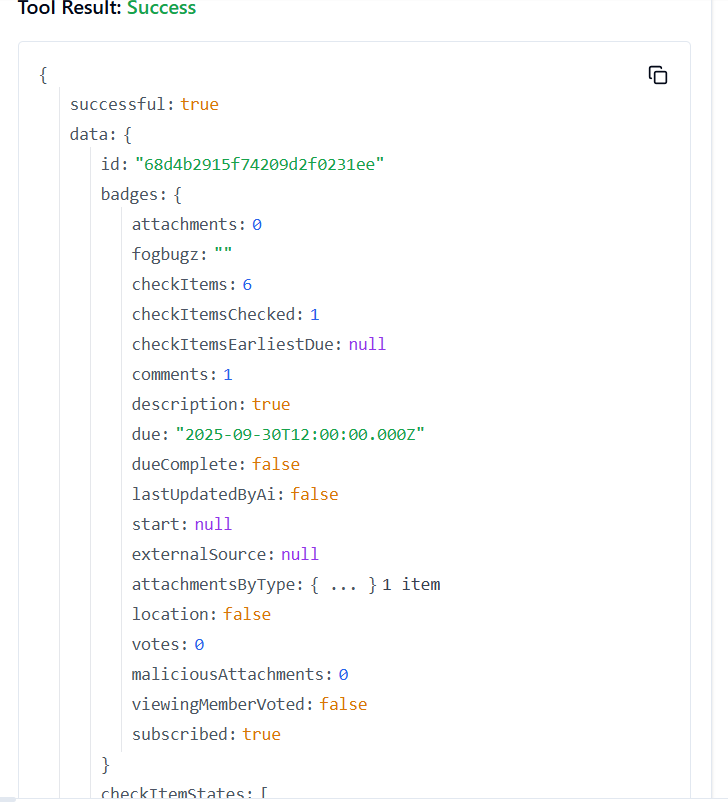 Tool Result: Success
{
successful: true
data: {
id: "68d4b2915f74209d2f0231ee"
badges: {
attachments: 0
fogbugz: ""
checkItems: 6
checkItemsChecked: 1
checkItemsEarliestDue: null
comments: 1
description: true
due: "2025-09-30T12:00:00.000Z"
dueComplete: false
lastUpdatedByAi: false
start: null
externalSource: null
attachmentsByType: { ... } 1 item
location: false
votes: 0
maliciousAttachments: 0
viewingMemberVoted: false
subscribed: true
}
checkItemStates: [